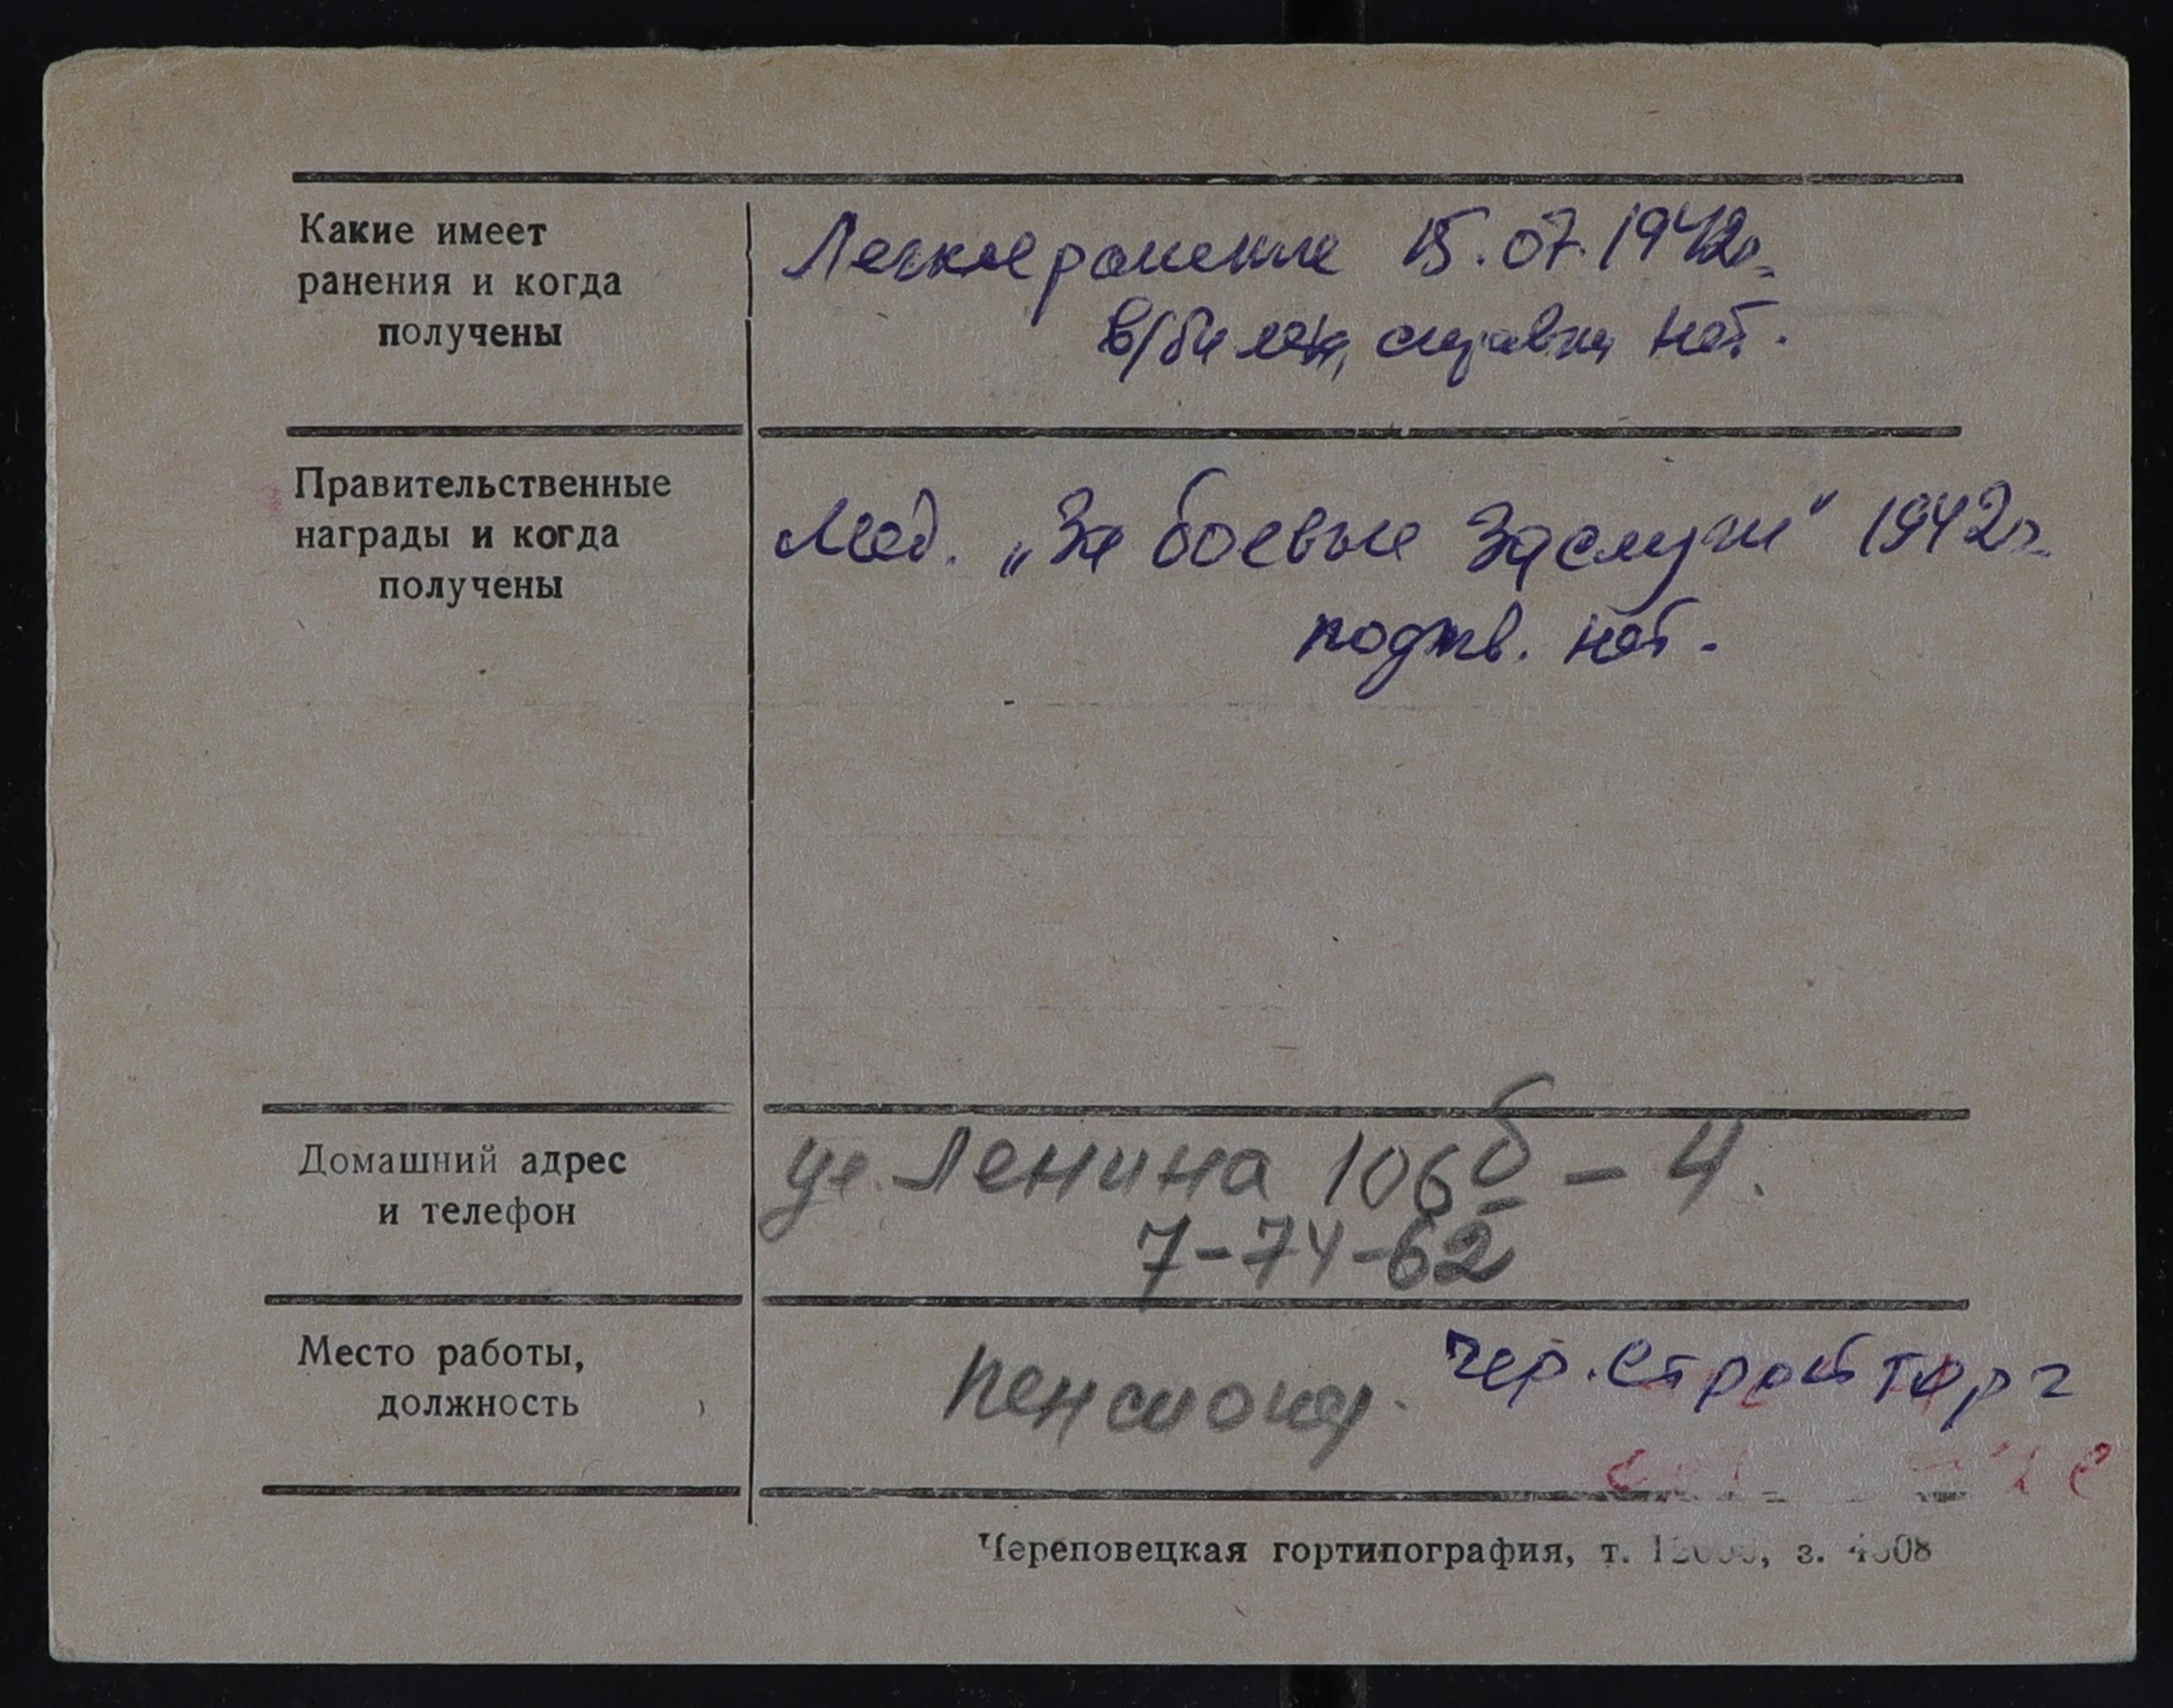 Какие имеет
ранения и когда
получены
Легкое ранение 15.07.1942г.
в/билет, справки нет.
Правительственные
награды и когда
получены
Мед. „За боевые заслуги" 1942г.
подтв. нет.
Домашний адрес
и телефон
ул. Ленина 106б - 4.
7-74-62
Место работы,
должность
пенсионер. Чер. стройторг
Череповецкая гортипография, т. з.